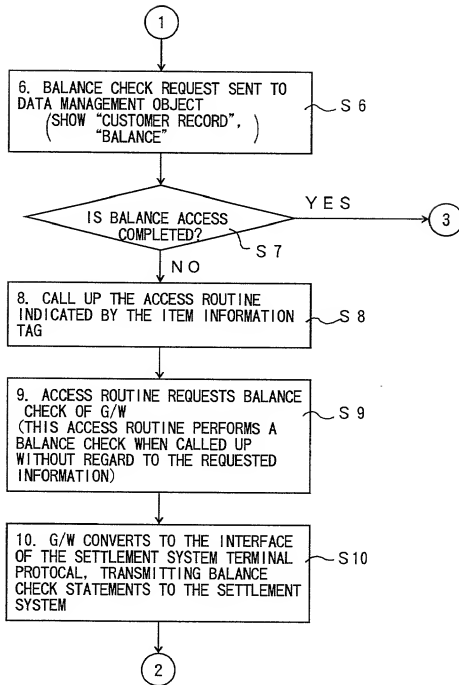 1
6. BALANCE CHECK REQUEST SENT TO
DATA MANAGEMENT OBJECT
(SHOW "CUSTOMER RECORD",
"BALANCE")
S 6
IS BALANCE ACCESS
COMPLETED?
S 7
YES
3
NO
8. CALL UP THE ACCESS ROUTINE
INDICATED BY THE ITEM INFORMATION
TAG
S 8
9. ACCESS ROUTINE REQUESTS BALANCE
CHECK OF G/W
(THIS ACCESS ROUTINE PERFORMS A
BALANCE CHECK WHEN CALLED UP
WITHOUT REGARD TO THE REQUESTED
INFORMATION)
S 9
10. G/W CONVERTS TO THE INTERFACE
OF THE SETTLEMENT SYSTEM TERMINAL
PROTOCAL, TRANSMITTING BALANCE
CHECK STATEMENTS TO THE SETTLEMENT
SYSTEM
S10
2